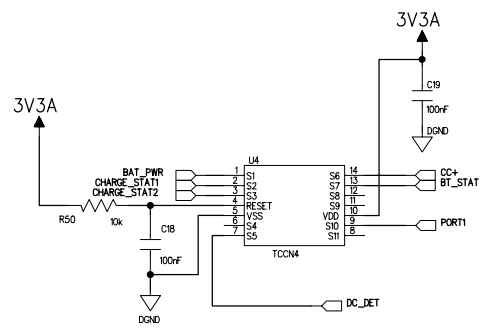 3V3A
C19
100nF
DGND
3V3A
U4
BAT_PWR 1 S1 S6 14 CC+
CHARGE_STAT1 2 S2 S7 13 BT_STAT
CHARGE_STAT2 3 S3 S8 12
4 RESET S9 11
5 VSS VDD 10
6 S4 S10 9 PORT1
7 S5 S11 8
R50 10k
C18
100nF
TCCN4
DC_DET
DGND